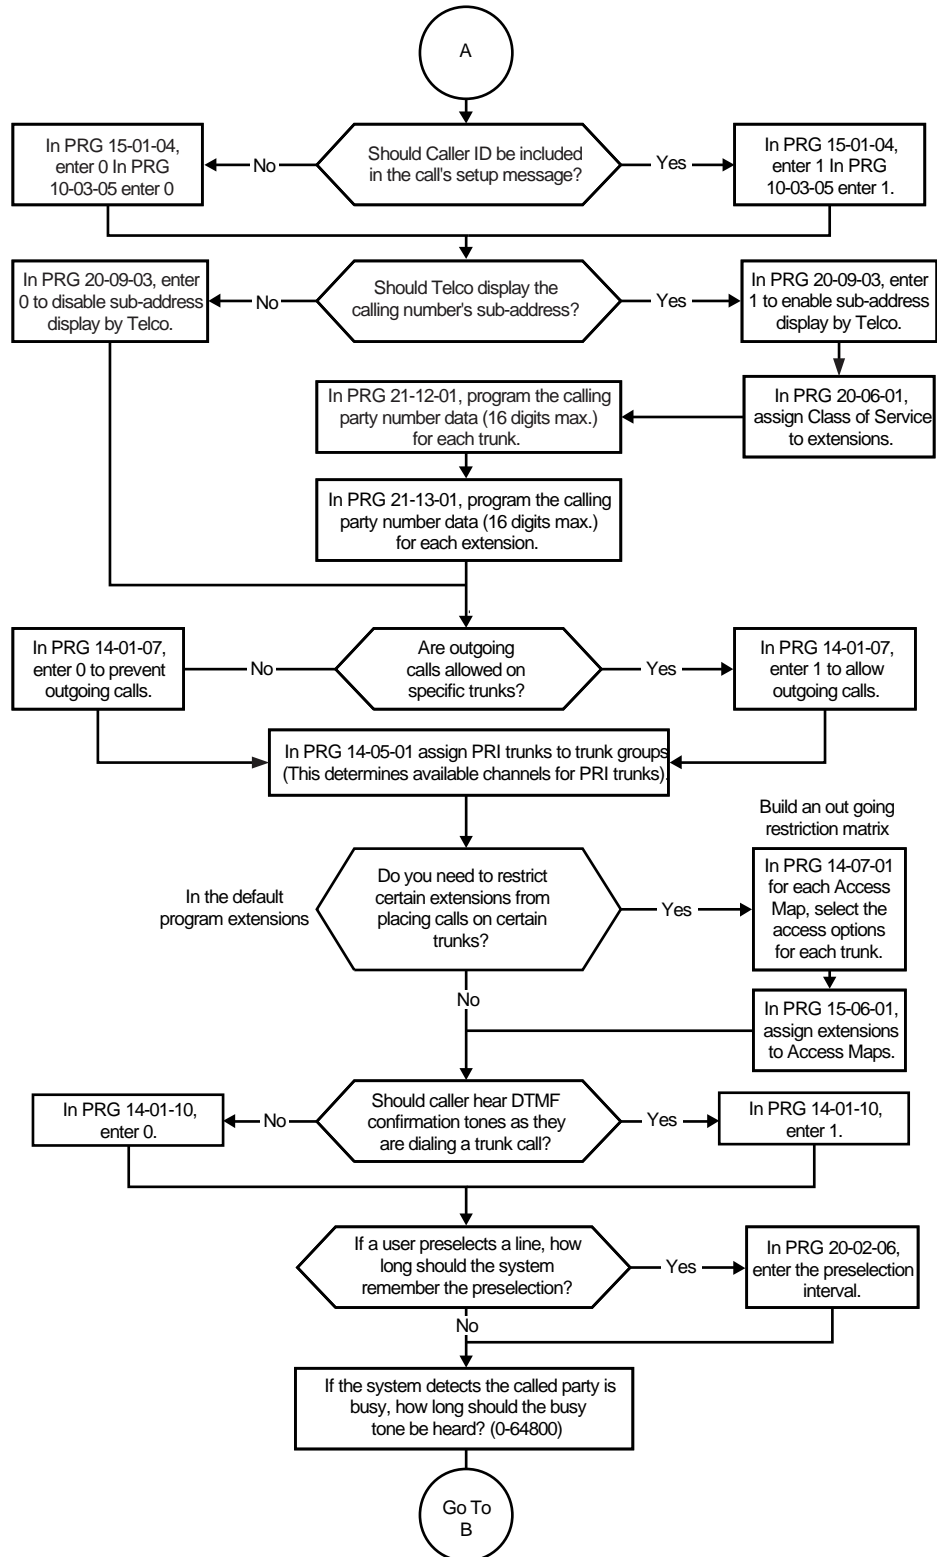 A
In PRG 15-01-04,
enter 0 In PRG
10-03-05 enter 0
No
Should Caller ID be included
in the call's setup message?
Yes
In PRG 15-01-04,
enter 1 In PRG
10-03-05 enter 1.
In PRG 20-09-03, enter
0 to disable sub-address
display by Telco.
No
Should Telco display the
calling number's sub-address?
Yes
In PRG 20-09-03, enter
1 to enable sub-address
display by Telco.
In PRG 20-06-01,
assign Class of Service
to extensions.
In PRG 21-12-01, program the calling
party number data (16 digits max.)
for each trunk.
In PRG 21-13-01, program the calling
party number data (16 digits max.)
for each extension.
In PRG 14-01-07,
enter 0 to prevent
outgoing calls.
No
Are outgoing
calls allowed on
specific trunks?
Yes
In PRG 14-01-07,
enter 1 to allow
outgoing calls.
In PRG 14-05-01 assign PRI trunks to trunk groups
(This determines available channels for PRI trunks).
Build an out going
restriction matrix
In the default
program extensions
Do you need to restrict
certain extensions from
placing calls on certain
trunks?
Yes
In PRG 14-07-01
for each Access
Map, select the
access options
for each trunk.
No
In PRG 15-06-01,
assign extensions
to Access Maps.
In PRG 14-01-10,
enter 0.
No
Should caller hear DTMF
confirmation tones as they
are dialing a trunk call?
Yes
In PRG 14-01-10,
enter 1.
If a user preselects a line, how
long should the system
remember the preselection?
Yes
In PRG 20-02-06,
enter the preselection
interval.
No
If the system detects the called party is
busy, how long should the busy
tone be heard? (0-64800)
Go To
B